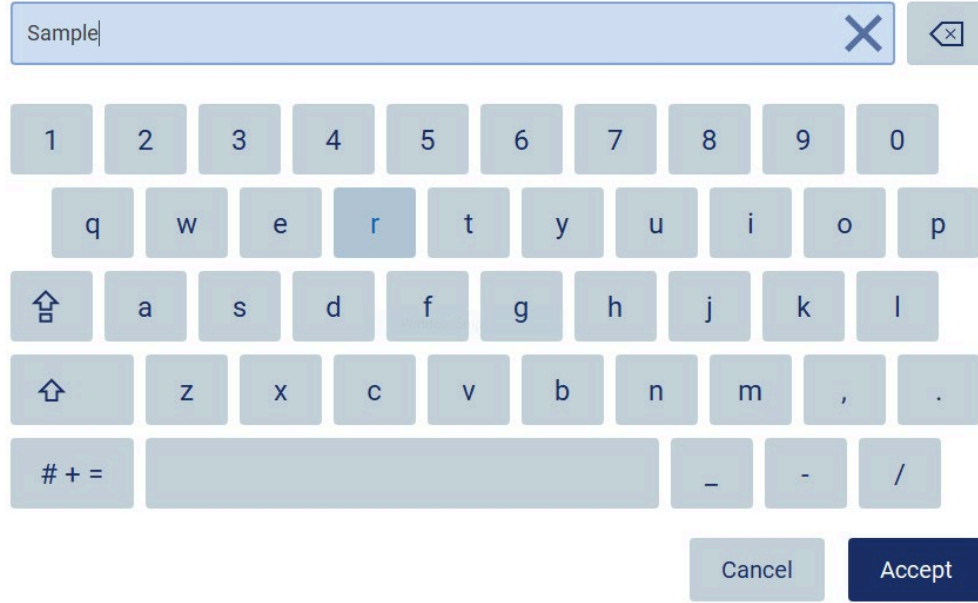 Sample
1 2 3 4 5 6 7 8 9 0
q w e r t y u i o p
a s d f g h j k l
z x c v b n m , .
# + = _ - /
Cancel Accept